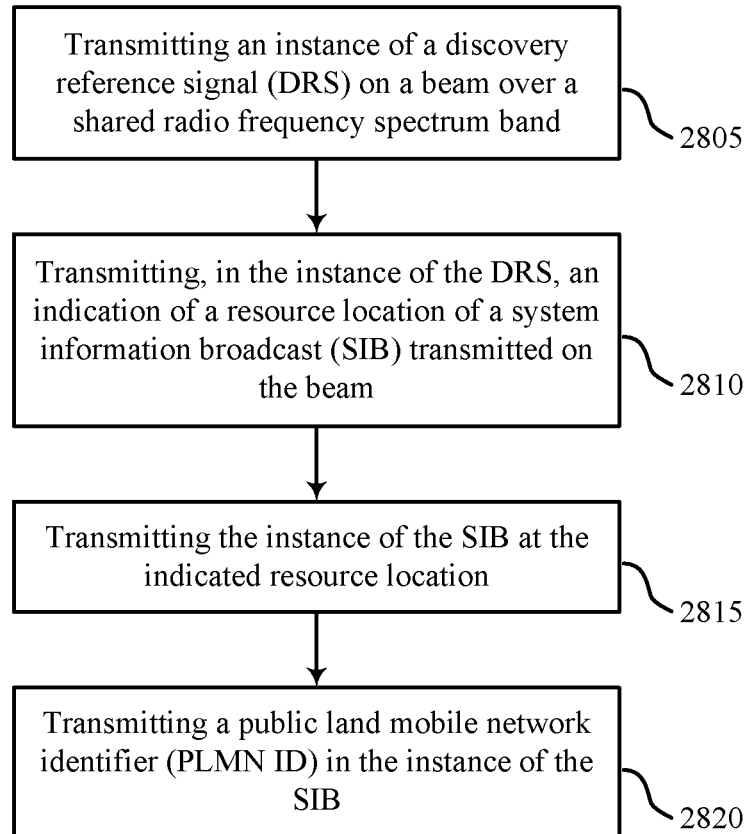 Transmitting an instance of a discovery
reference signal (DRS) on a beam over a
shared radio frequency spectrum band
2805
Transmitting, in the instance of the DRS, an
indication of a resource location of a system
information broadcast (SIB) transmitted on
the beam
2810
Transmitting the instance of the SIB at the
indicated resource location
2815
Transmitting a public land mobile network
identifier (PLMN ID) in the instance of the
SIB
2820